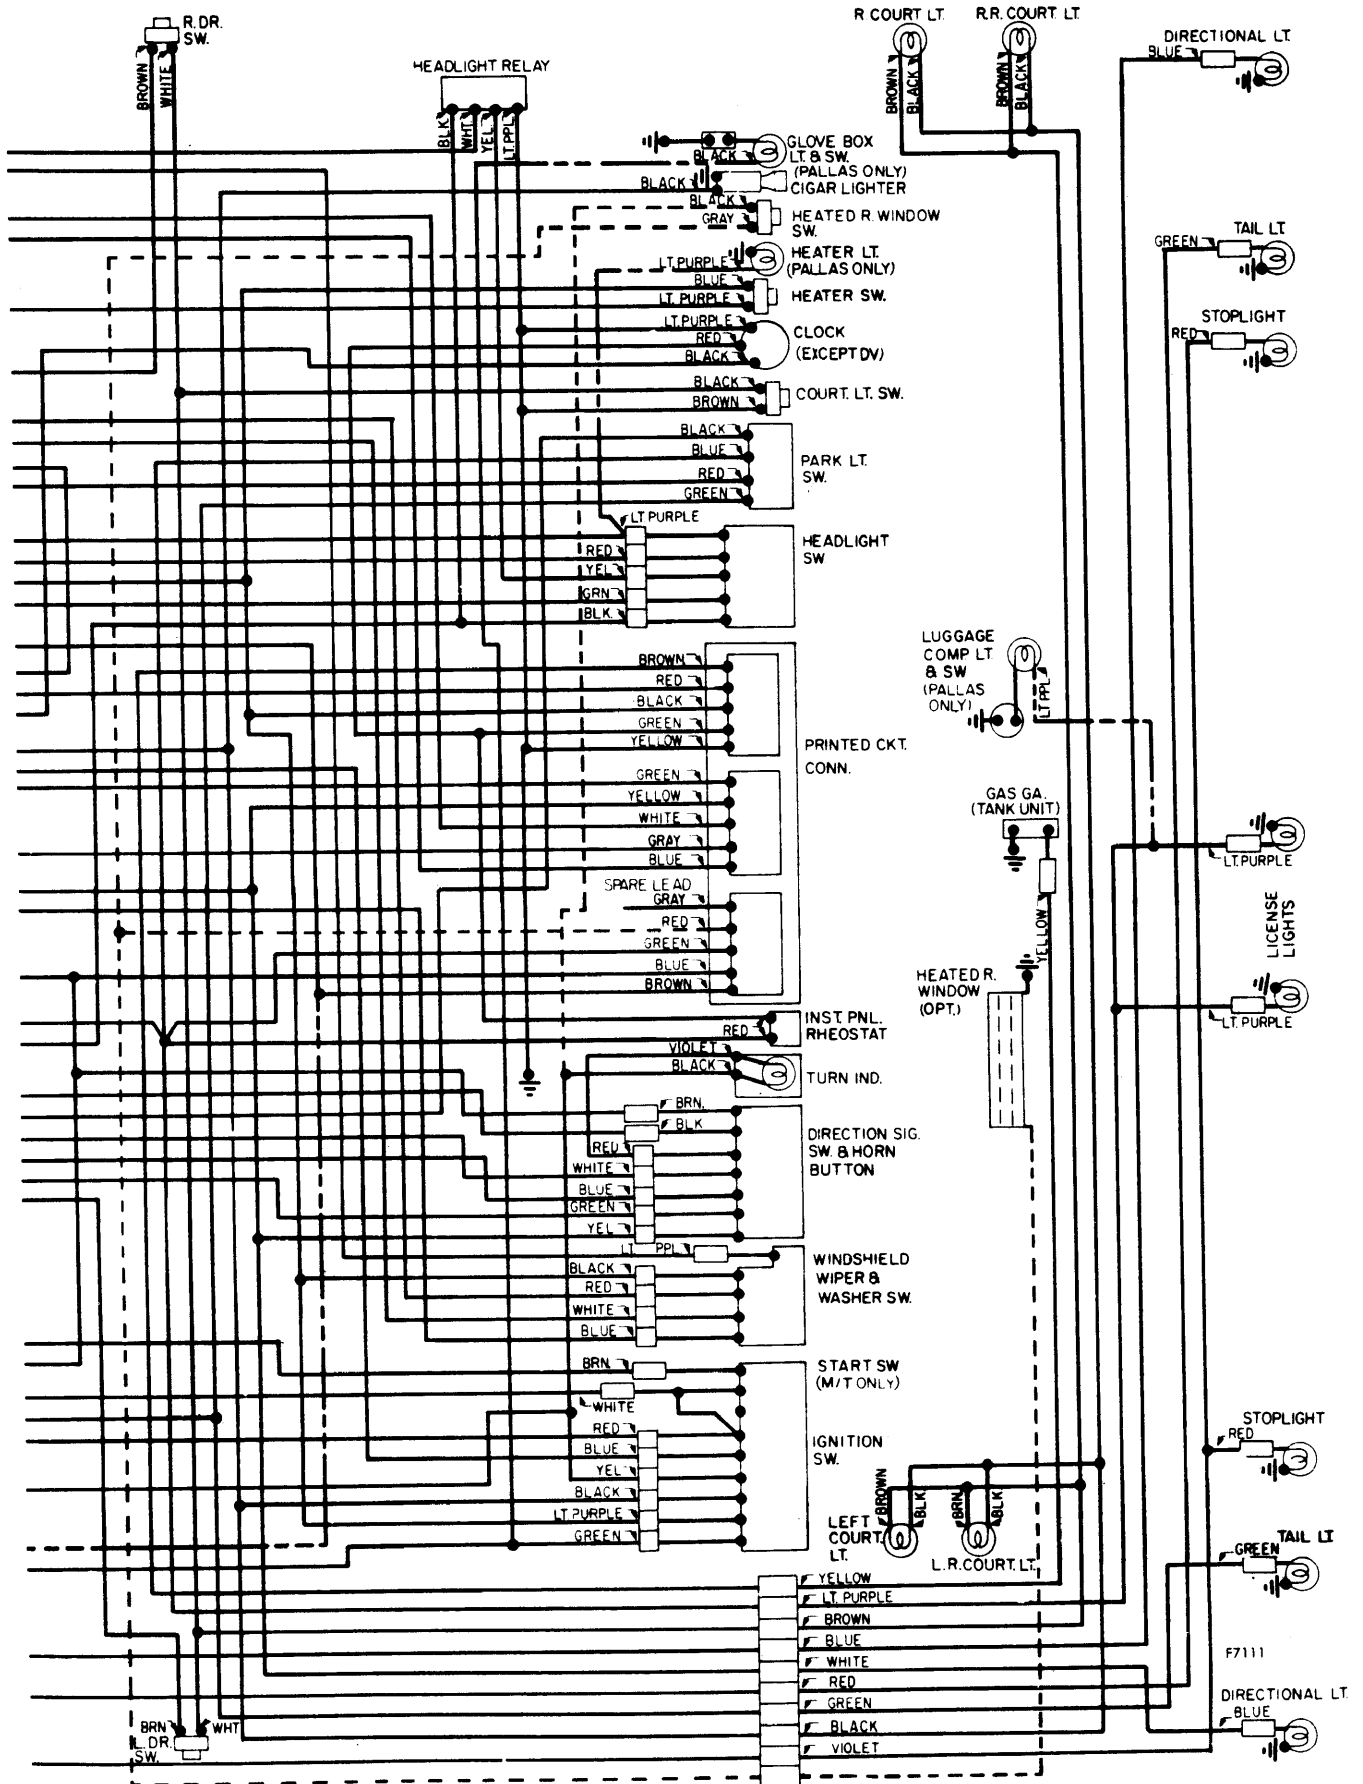 R. DR.
SW.
BROWN
WHITE
HEADLIGHT RELAY
BLK
WHT
YEL
LT. PPL
R. COURT LT.
R.R. COURT. LT.
BROWN
BLACK
BROWN
BLACK
DIRECTIONAL LT.
BLUE
GLOVE BOX
LT. & SW.
(PALLAS ONLY)
BLACK
CIGAR LIGHTER
BLACK
BLACK
GRAY
HEATED R. WINDOW
SW.
HEATER LT.
(PALLAS ONLY)
LT. PURPLE
BLUE
LT. PURPLE
HEATER SW.
LT. PURPLE
RED
BLACK
CLOCK
(EXCEPT DV)
BLACK
BROWN
COURT. LT. SW.
BLACK
BLUE
RED
GREEN
PARK LT.
SW.
TAIL LT.
GREEN
STOPLIGHT
RED
LT PURPLE
RED
YEL
GRN
BLK.
HEADLIGHT
SW
BROWN
RED
BLACK
GREEN
YELLOW
PRINTED CKT.
CONN.
GREEN
YELLOW
WHITE
GRAY
BLUE
SPARE LEAD
GRAY
RED
GREEN
BLUE
BROWN
LUGGAGE
COMP LT
& SW
(PALLAS
ONLY)
LT PPL
GAS GA.
(TANK UNIT)
YELLOW
HEATED R.
WINDOW
(OPT.)
LT. PURPLE
LICENSE
LIGHTS
LT. PURPLE
INST. PNL.
RHEOSTAT
RED
VIOLET
BLACK
TURN IND.
BRN.
BLK
RED
WHITE
BLUE
GREEN
YEL
DIRECTION SIG.
SW. & HORN
BUTTON
LT. PPL
BLACK
RED
WHITE
BLUE
WINDSHIELD
WIPER &
WASHER SW.
BRN.
WHITE
START SW
(M/T ONLY)
RED
BLUE
YEL
BLACK
LT. PURPLE
GREEN
IGNITION
SW.
BROWN
BLK.
BRN
BLK.
LEFT
COURT.
LT.
L.R. COURT. LT.
STOPLIGHT
RED
TAIL LT
GREEN
YELLOW
LT. PURPLE
BROWN
BLUE
WHITE
RED
GREEN
BLACK
VIOLET
F7111
DIRECTIONAL LT.
BLUE
BRN
WHT
L. DR.
SW.